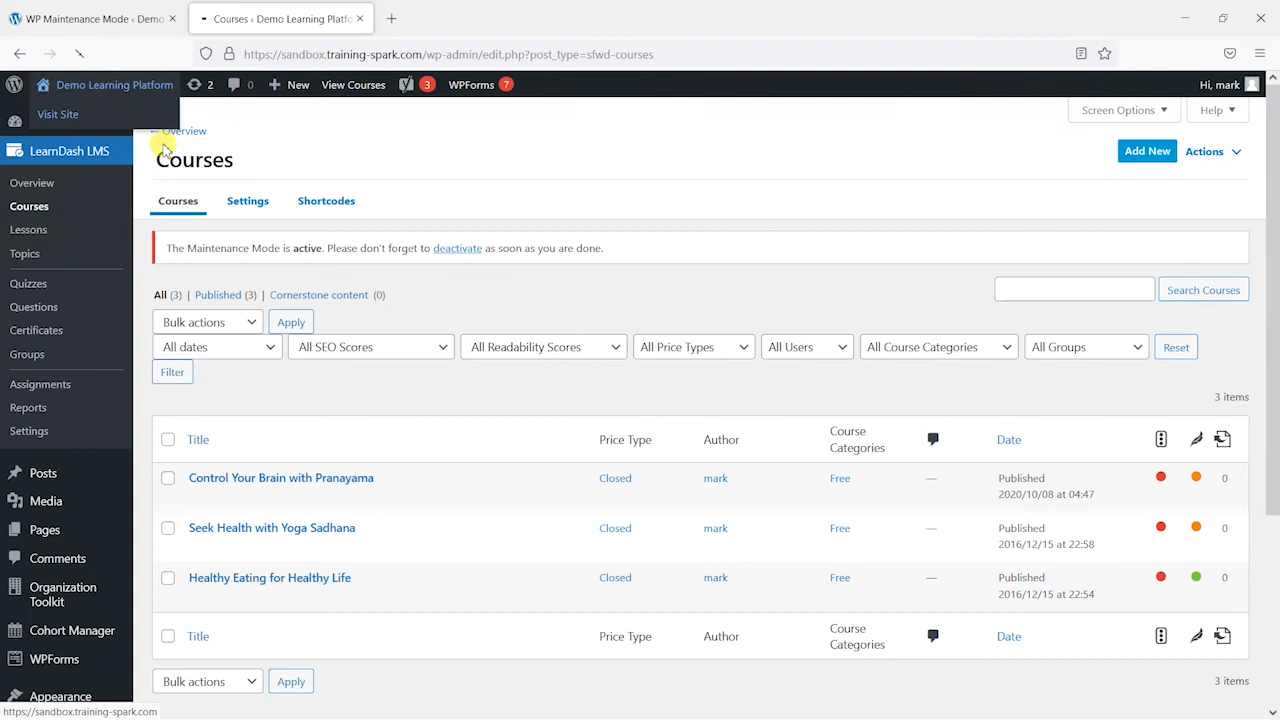 WP Maintenance Mode ‹ Demo
Courses ‹ Demo Learning Platfo
https://sandbox.training-spark.com/wp-admin/edit.php?post_type=sfwd-courses
Demo Learning Platform 2 0 New View Courses 3 WPForms 7 Hi, mark
Visit Site
Screen Options Help
← Overview
LearnDash LMS
Courses
Add New Actions
Overview
Courses
Lessons
Topics
Quizzes
Questions
Certificates
Groups
Assignments
Reports
Settings
Posts
Media
Pages
Comments
Organization
Toolkit
Cohort Manager
WPForms
Appearance
Courses Settings Shortcodes
The Maintenance Mode is active. Please don't forget to deactivate as soon as you are done.
All (3) | Published (3) | Cornerstone content (0)
Search Courses
Bulk actions Apply
All dates All SEO Scores All Readability Scores All Price Types All Users All Course Categories All Groups Reset
Filter
3 items
Title Price Type Author Course Categories Date
Control Your Brain with Pranayama Closed mark Free — Published 0
2020/10/08 at 04:47
Seek Health with Yoga Sadhana Closed mark Free — Published 0
2016/12/15 at 22:58
Healthy Eating for Healthy Life Closed mark Free — Published 0
2016/12/15 at 22:54
Title Price Type Author Course Categories Date
Bulk actions Apply
3 items
https://sandbox.training-spark.com